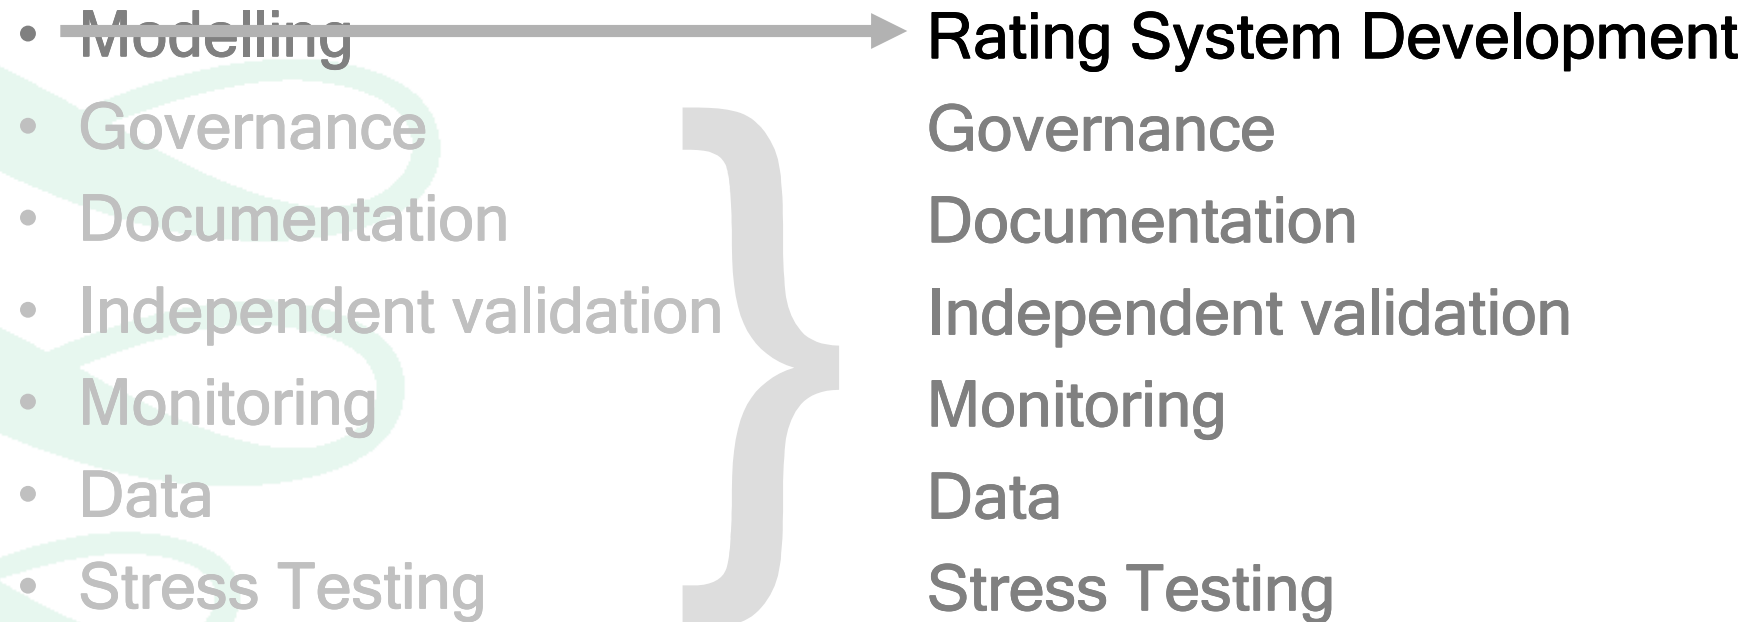 • Modelling
• Governance
• Documentation
• Independent validation
• Monitoring
• Data
• Stress Testing
Rating System Development
Governance
Documentation
Independent validation
Monitoring
Data
Stress Testing